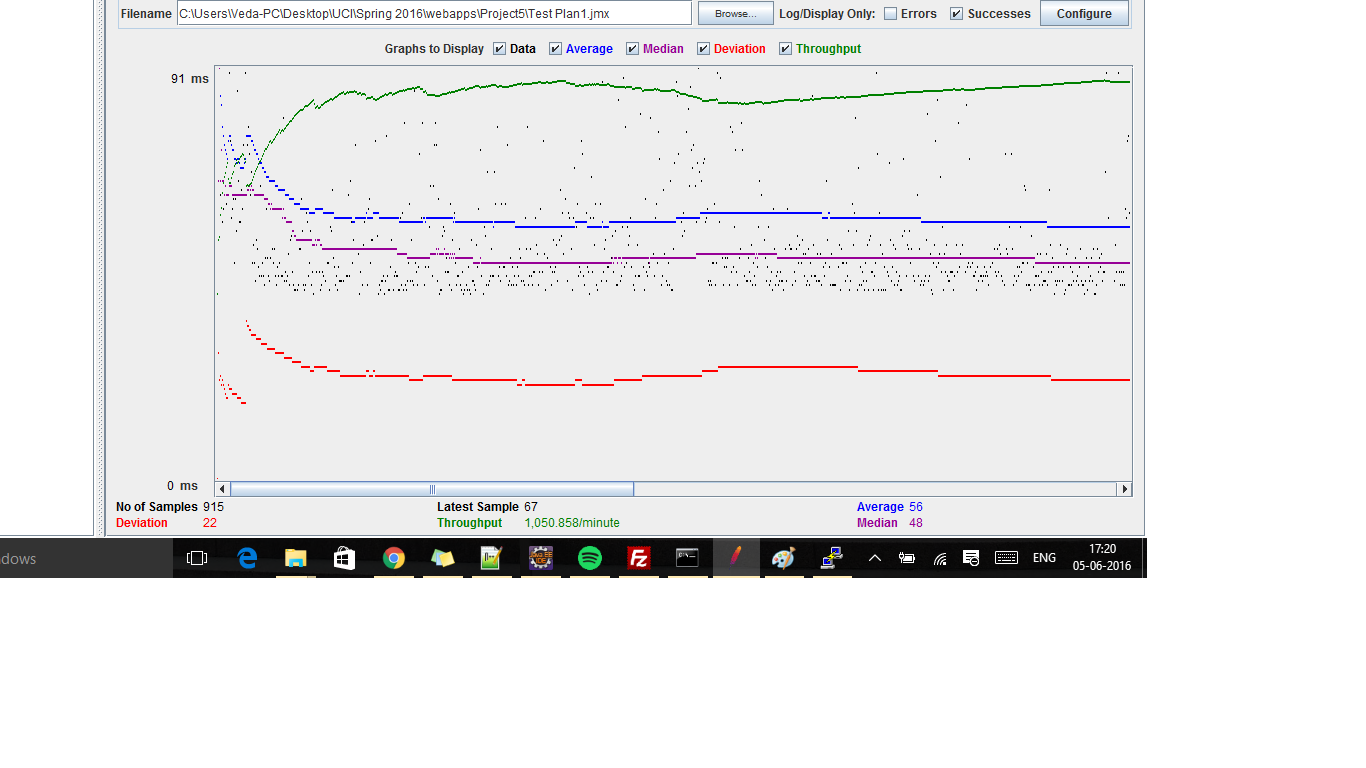 Filename C:\Users\Veda-PC\Desktop\UCI\Spring 2016\webapps\Project5\Test Plan1.jmx Browse... Log/Display Only: Errors Successes Configure
Graphs to Display Data Average Median Deviation Throughput
91 ms
0 ms
No of Samples 915 Latest Sample 67 Average 56
Deviation 22 Throughput 1,050.858/minute Median 48
dows
ENG
17:20
05-06-2016